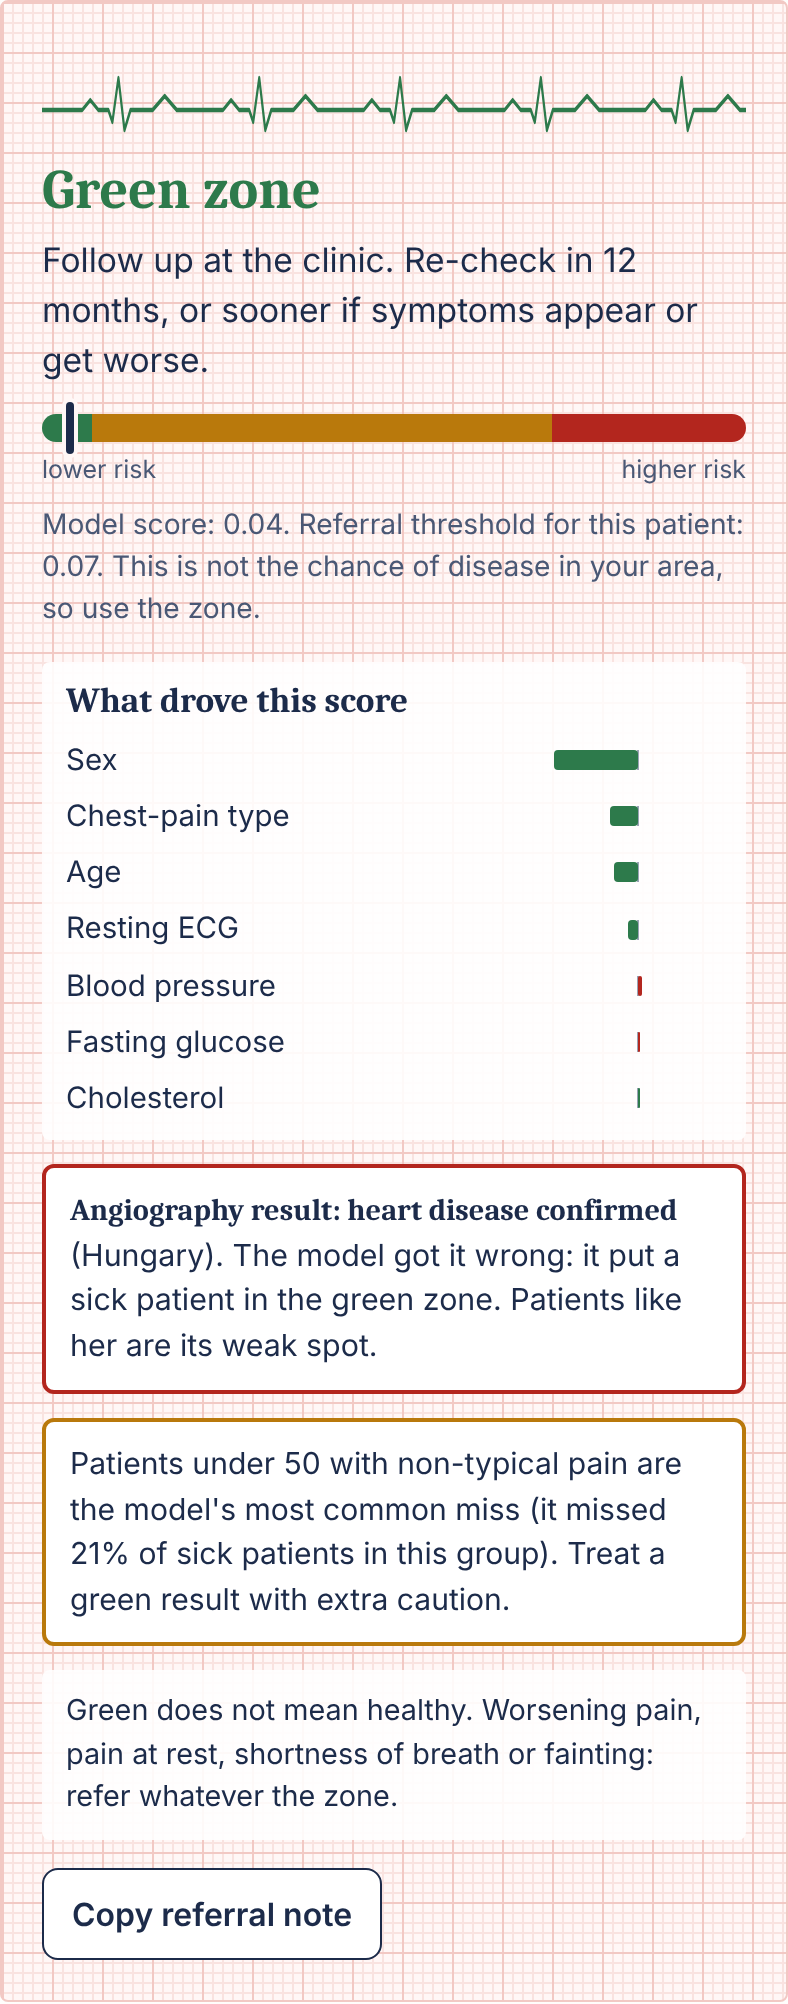 Green zone
Follow up at the clinic. Re-check in 12
months, or sooner if symptoms appear or
get worse.
lower risk
higher risk
Model score: 0.04. Referral threshold for this patient:
0.07. This is not the chance of disease in your area,
so use the zone.
What drove this score
Sex
Chest-pain type
Age
Resting ECG
Blood pressure
Fasting glucose
Cholesterol
Angiography result: heart disease confirmed
(Hungary). The model got it wrong: it put a
sick patient in the green zone. Patients like
her are its weak spot.
Patients under 50 with non-typical pain are
the model's most common miss (it missed
21% of sick patients in this group). Treat a
green result with extra caution.
Green does not mean healthy. Worsening pain,
pain at rest, shortness of breath or fainting:
refer whatever the zone.
Copy referral note